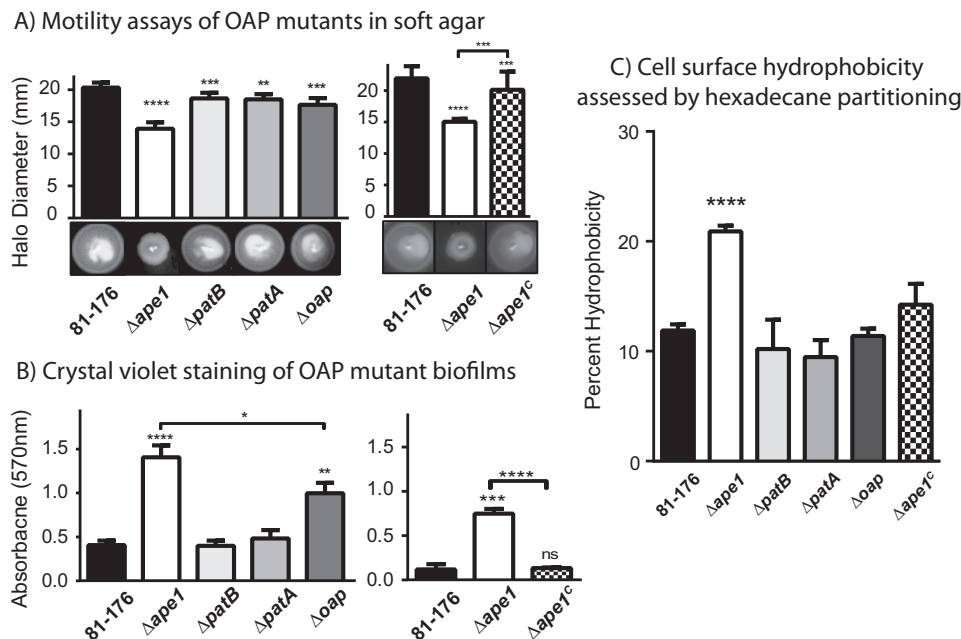 A) Motility assays of OAP mutants in soft agar
Halo Diameter (mm)
20
15
10
5
0
****
***
**
***
81-176
Δape1
ΔpatB
ΔpatA
Δoap
20
15
10
5
0
***
****
***
81-176
Δape1
Δape1ᶜ
B) Crystal violet staining of OAP mutant biofilms
Absorbacne (570nm)
1.5
1.0
0.5
0.0
*
****
**
81-176
Δape1
ΔpatB
ΔpatA
Δoap
1.5
1.0
0.5
0.0
****
***
ns
81-176
Δape1
Δape1ᶜ
C) Cell surface hydrophobicity
assessed by hexadecane partitioning
Percent Hydrophobicity
30
20
10
0
****
81-176
Δape1
ΔpatB
ΔpatA
Δoap
Δape1ᶜ